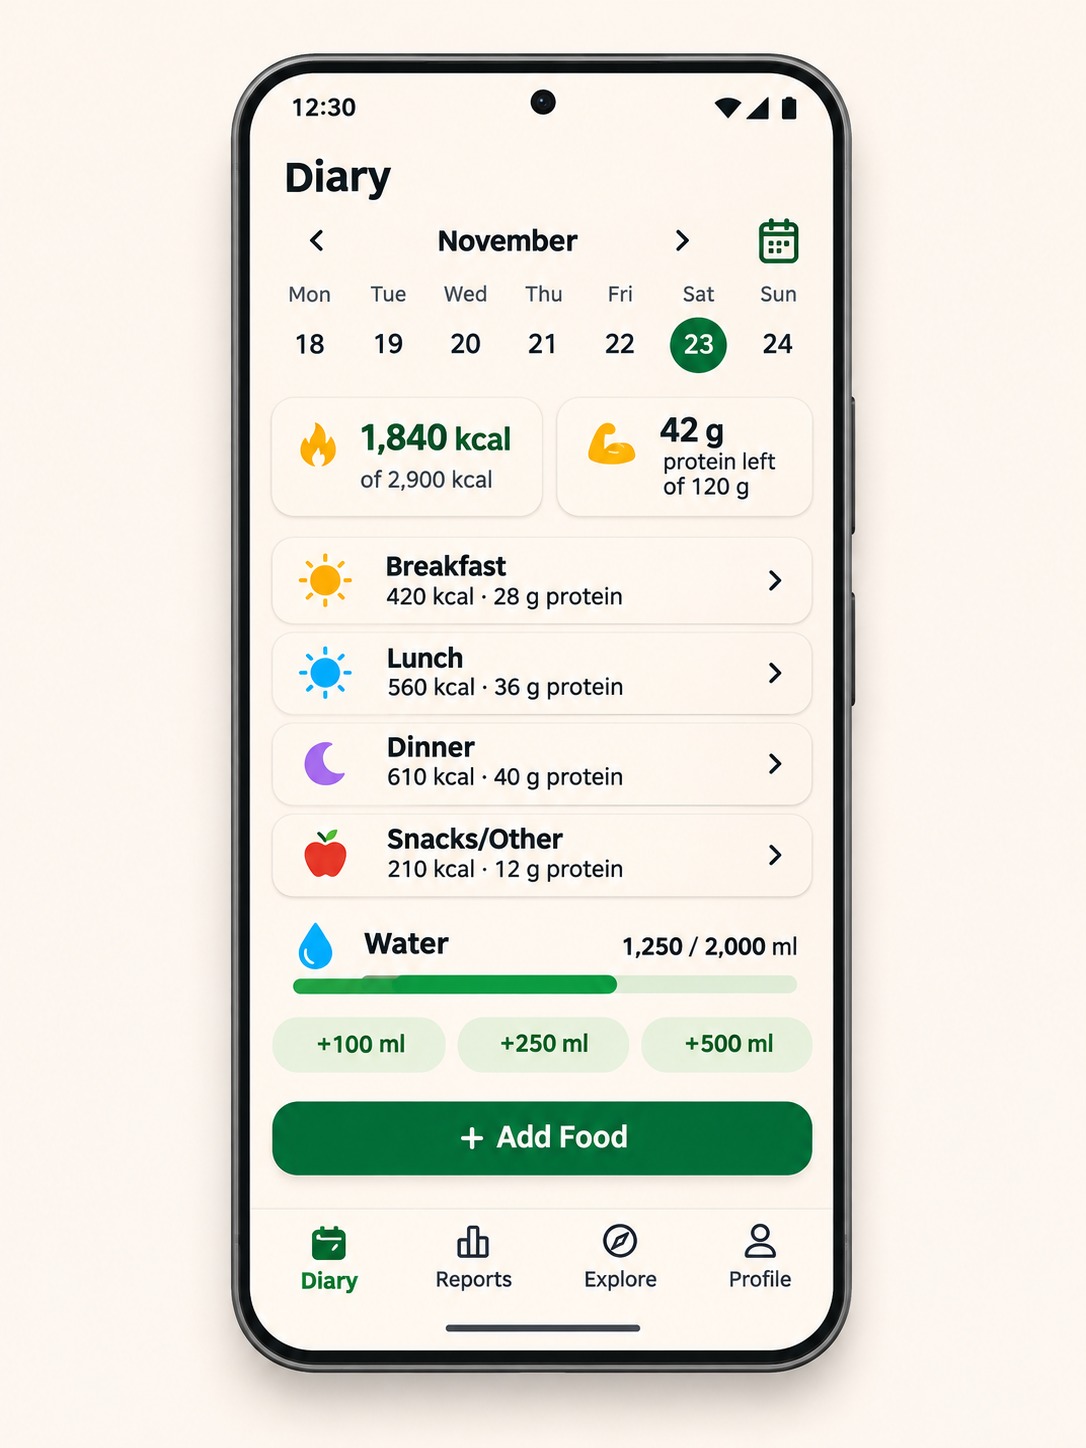 12:30
Diary
November
Mon Tue Wed Thu Fri Sat Sun
18 19 20 21 22 23 24
1,840 kcal
of 2,900 kcal
42 g
protein left
of 120 g
Breakfast
420 kcal · 28 g protein
Lunch
560 kcal · 36 g protein
Dinner
610 kcal · 40 g protein
Snacks/Other
210 kcal · 12 g protein
Water 1,250 / 2,000 ml
+100 ml +250 ml +500 ml
+ Add Food
Diary Reports Explore Profile